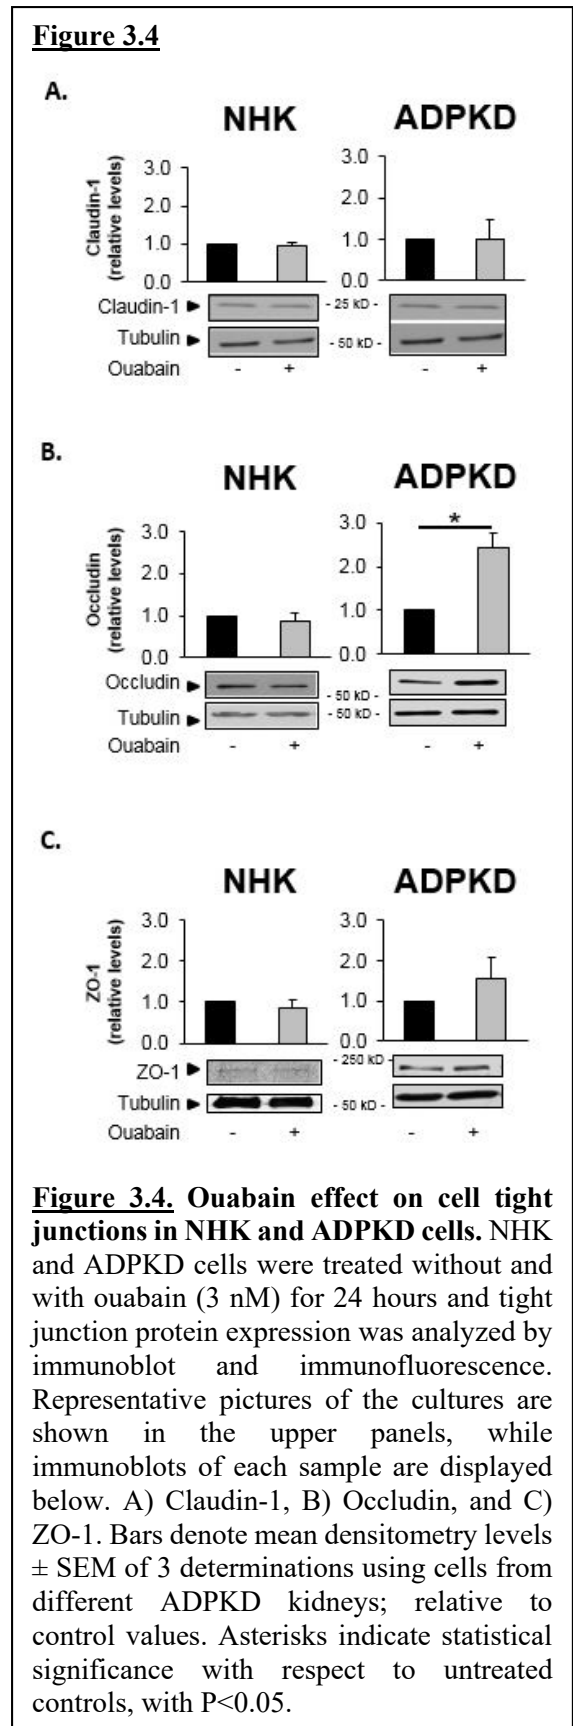 Figure 3.4
A.
NHK ADPKD
Claudin-1
(relative levels)
3.0
2.0
1.0
0.0
3.0
2.0
1.0
0.0
Claudin-1 - 25 kD -
Tubulin - 50 kD -
Ouabain - + - +
B.
NHK ADPKD
Occludin
(relative levels)
3.0
2.0
1.0
0.0
3.0
2.0
1.0
0.0
*
Occludin - 50 kD -
Tubulin - 50 kD -
Ouabain - + - +
C.
NHK ADPKD
ZO-1
(relative levels)
3.0
2.0
1.0
0.0
3.0
2.0
1.0
0.0
ZO-1 - 250 kD -
Tubulin - 50 kD -
Ouabain - + - +
Figure 3.4. Ouabain effect on cell tight
junctions in NHK and ADPKD cells. NHK
and ADPKD cells were treated without and
with ouabain (3 nM) for 24 hours and tight
junction protein expression was analyzed by
immunoblot and immunofluorescence.
Representative pictures of the cultures are
shown in the upper panels, while
immunoblots of each sample are displayed
below. A) Claudin-1, B) Occludin, and C)
ZO-1. Bars denote mean densitometry levels
± SEM of 3 determinations using cells from
different ADPKD kidneys; relative to
control values. Asterisks indicate statistical
significance with respect to untreated
controls, with P<0.05.